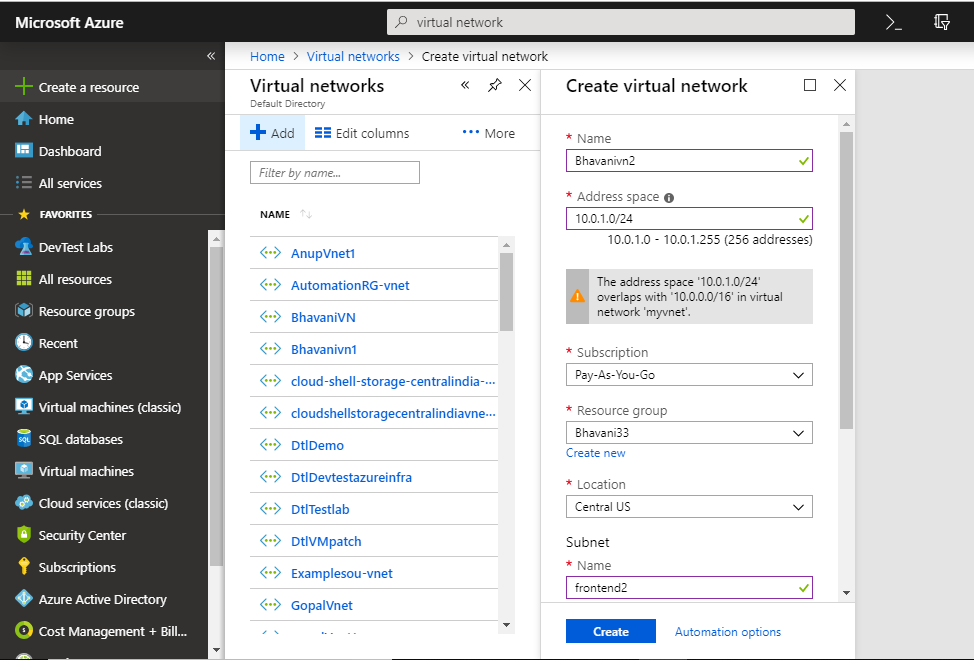 Microsoft Azure
virtual network
Home > Virtual networks > Create virtual network
Create a resource
Home
Dashboard
All services
FAVORITES
DevTest Labs
All resources
Resource groups
Recent
App Services
Virtual machines (classic)
SQL databases
Virtual machines
Cloud services (classic)
Security Center
Subscriptions
Azure Active Directory
Cost Management + Bill...
Virtual networks
Default Directory
Add
Edit columns
More
Filter by name...
NAME
AnupVnet1
AutomationRG-vnet
BhavaniVN
Bhavanivn1
cloud-shell-storage-centralindia-...
cloudshellstoragecentralindiavne...
DtlDemo
DtlDevtestazureinfra
DtlTestlab
DtlVMpatch
Examplesou-vnet
GopalVnet
Create virtual network
* Name
Bhavanivn2
* Address space
10.0.1.0/24
10.0.1.0 - 10.0.1.255 (256 addresses)
The address space '10.0.1.0/24'
overlaps with '10.0.0.0/16' in virtual
network 'myvnet'.
* Subscription
Pay-As-You-Go
* Resource group
Bhavani33
Create new
* Location
Central US
Subnet
* Name
frontend2
Create
Automation options